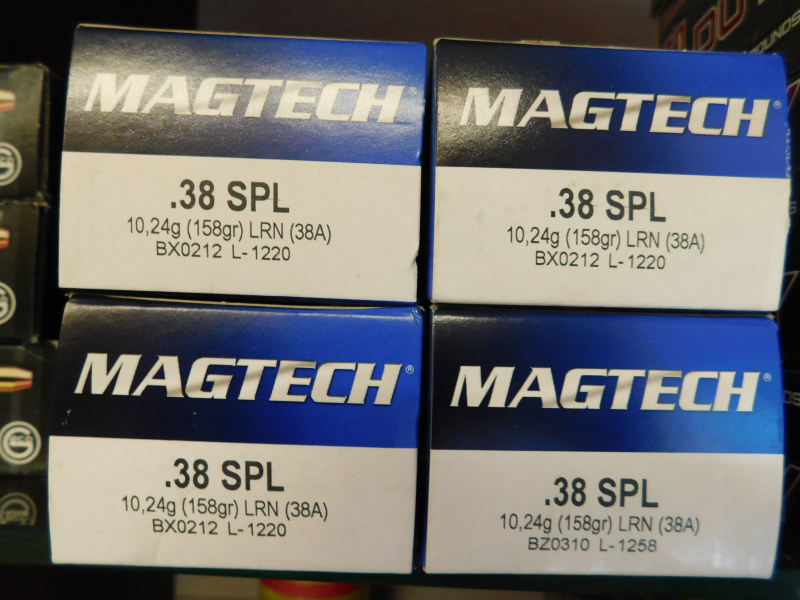 MAGTECH®
.38 SPL
10,24g (158gr) LRN (38A)
BX0212 L-1220
MAGTECH®
.38 SPL
10,24g (158gr) LRN (38A)
BX0212 L-1220
MAGTECH®
.38 SPL
10,24g (158gr) LRN (38A)
BX0212 L-1220
MAGTECH®
.38 SPL
10,24g (158gr) LRN (38A)
BZ0310 L-1258